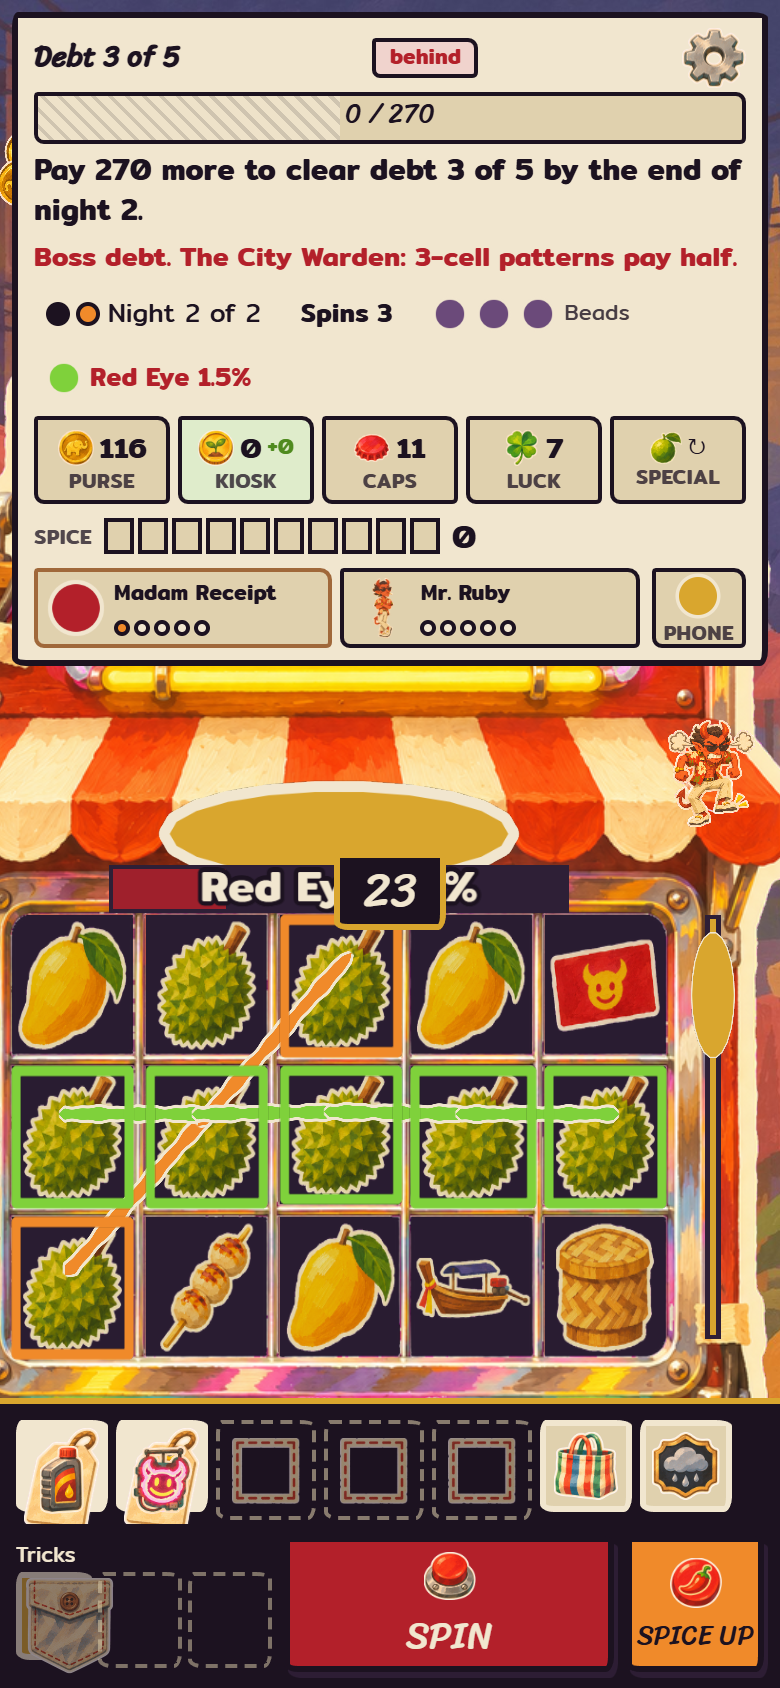 Debt 3 of 5
behind
0 / 270
Pay 270 more to clear debt 3 of 5 by the end of
night 2.
Boss debt. The City Warden: 3-cell patterns pay half.
Night 2 of 2
Spins 3
Beads
Red Eye 1.5%
116
PURSE
0 +0
KIOSK
11
CAPS
7
LUCK
SPECIAL
SPICE
0
Madam Receipt
Mr. Ruby
PHONE
Red Ey
23
%
Tricks
SPIN
SPICE UP